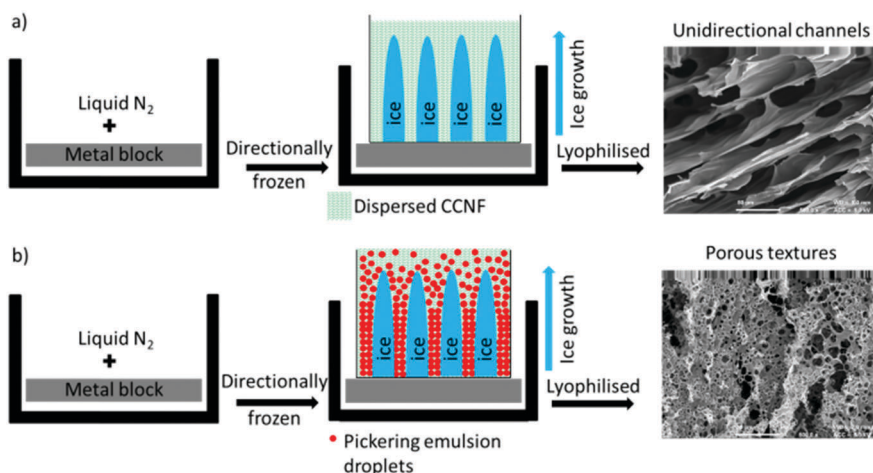 a)
Unidirectional channels
Liquid N2
+
Metal block
Directionally
frozen
ice ice ice ice
Ice growth
Lyophilised
Dispersed CCNF
b)
Porous textures
Liquid N2
+
Metal block
Directionally
frozen
ice ice ice ice
Ice growth
Lyophilised
Pickering emulsion
droplets